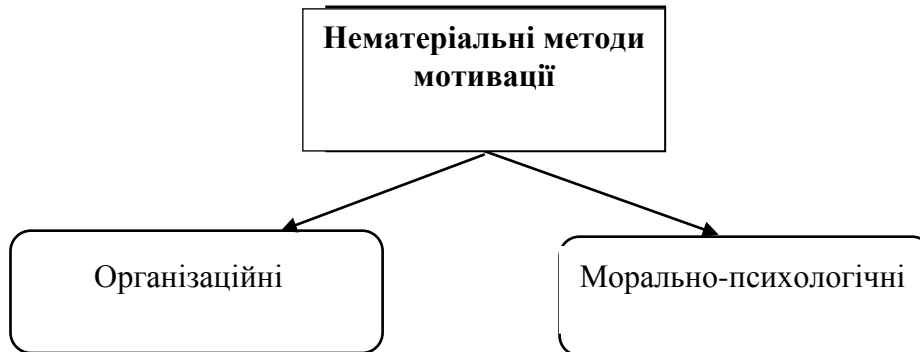 Нематеріальні методи
мотивації
Організаційні
Морально-психологічні